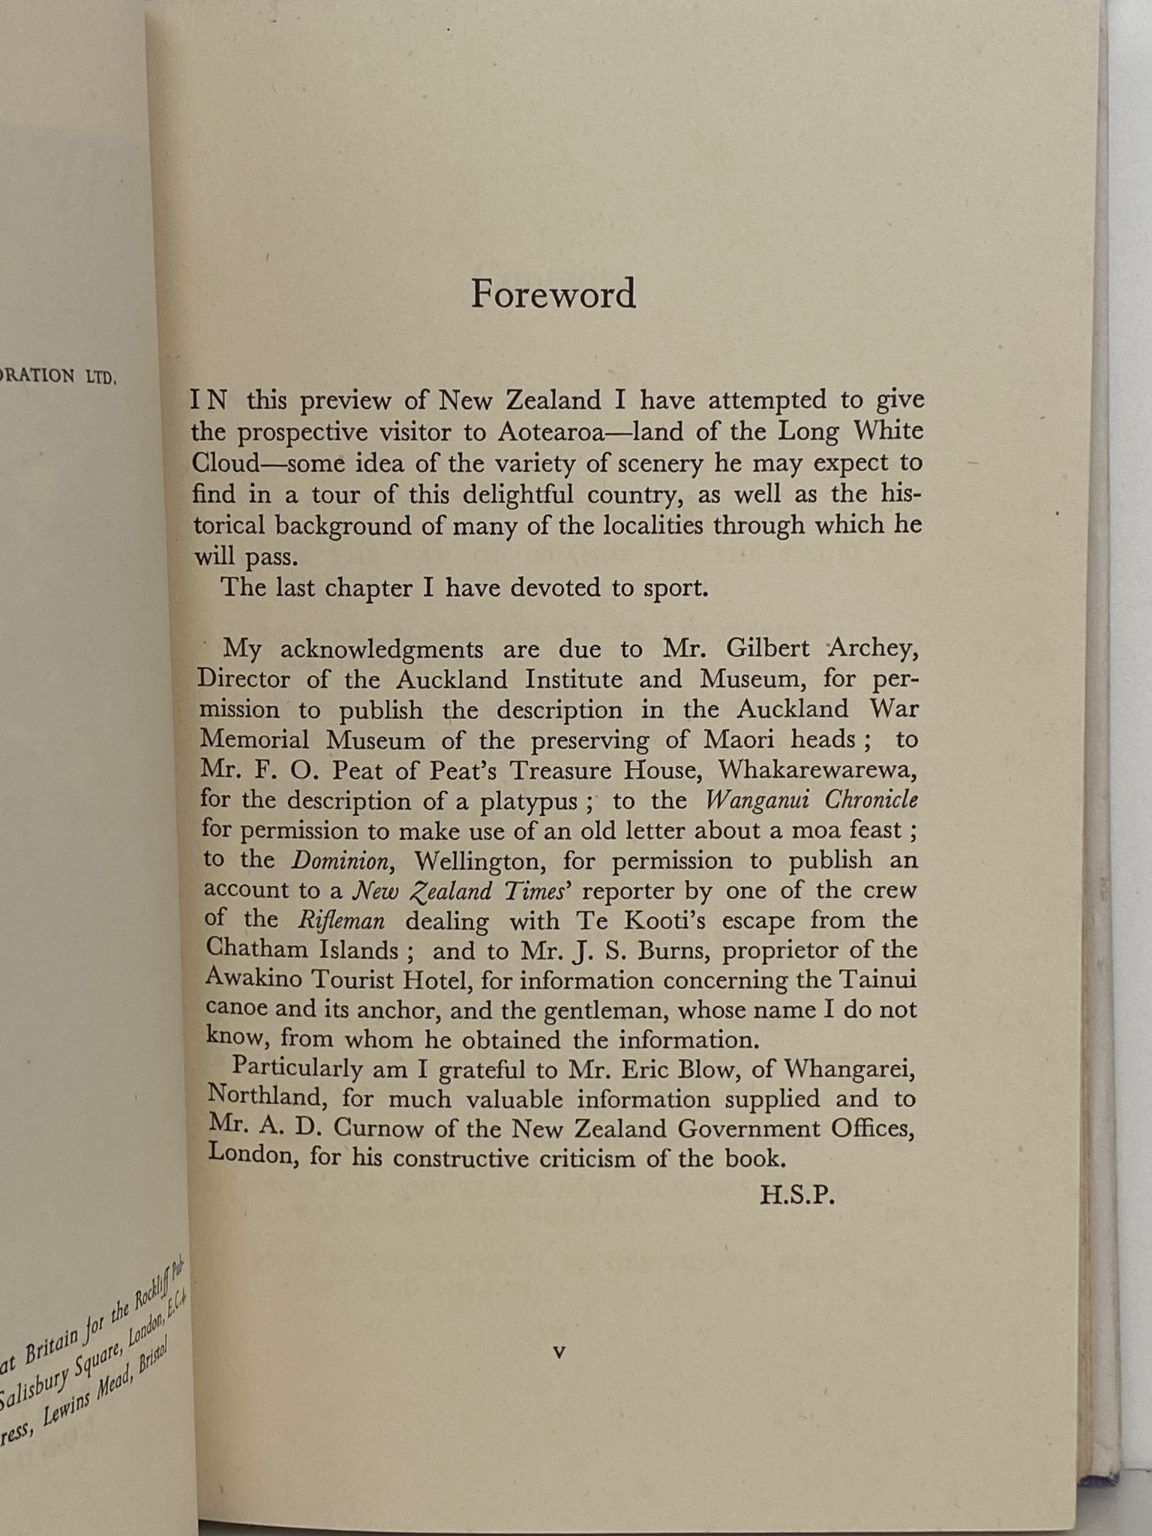 ORATION LTD.
at Britain for the Rockliff Pub-
Salisbury Square, London, E.C.4.
ress, Lewins Mead, Bristol
Foreword
IN this preview of New Zealand I have attempted to give
the prospective visitor to Aotearoa—land of the Long White
Cloud—some idea of the variety of scenery he may expect to
find in a tour of this delightful country, as well as the his-
torical background of many of the localities through which he
will pass.
The last chapter I have devoted to sport.
My acknowledgments are due to Mr. Gilbert Archey,
Director of the Auckland Institute and Museum, for per-
mission to publish the description in the Auckland War
Memorial Museum of the preserving of Maori heads ; to
Mr. F. O. Peat of Peat's Treasure House, Whakarewarewa,
for the description of a platypus ; to the Wanganui Chronicle
for permission to make use of an old letter about a moa feast ;
to the Dominion, Wellington, for permission to publish an
account to a New Zealand Times' reporter by one of the crew
of the Rifleman dealing with Te Kooti's escape from the
Chatham Islands ; and to Mr. J. S. Burns, proprietor of the
Awakino Tourist Hotel, for information concerning the Tainui
canoe and its anchor, and the gentleman, whose name I do not
know, from whom he obtained the information.
Particularly am I grateful to Mr. Eric Blow, of Whangarei,
Northland, for much valuable information supplied and to
Mr. A. D. Curnow of the New Zealand Government Offices,
London, for his constructive criticism of the book.
H.S.P.
v